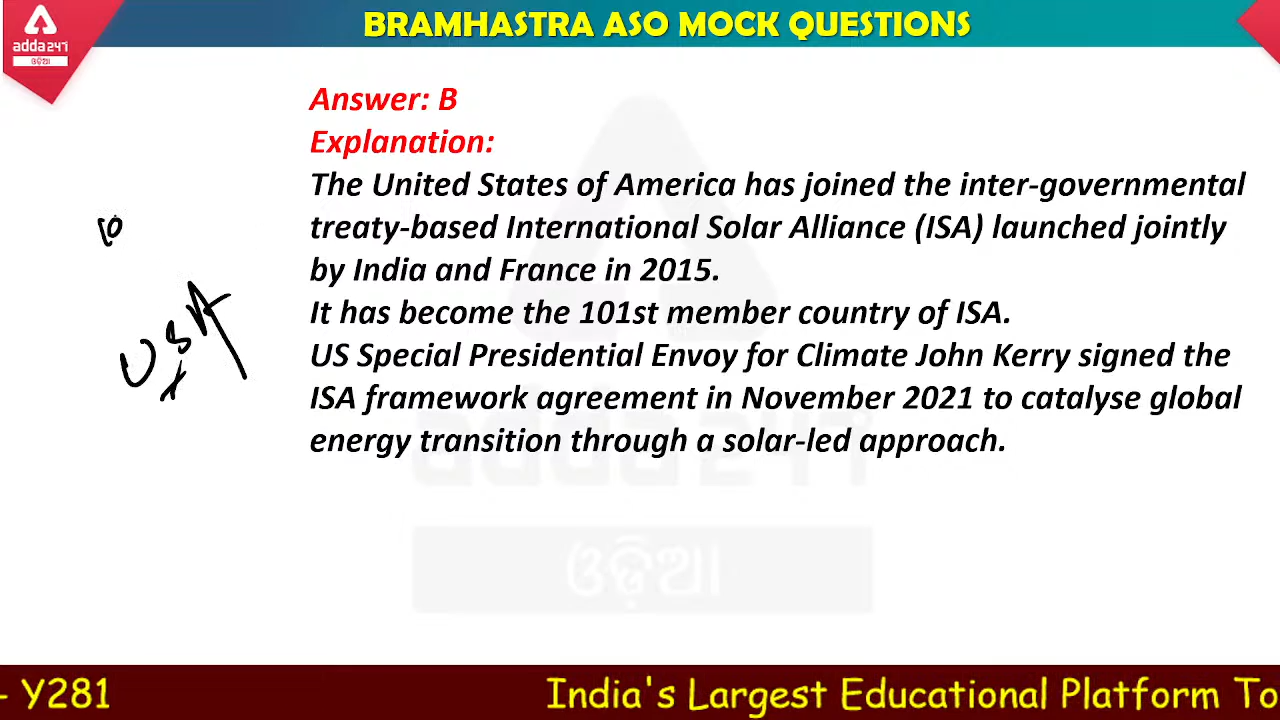 BRAMHASTRA ASO MOCK QUESTIONS
adda247
ଓଡ଼ିଆ
Answer: B
Explanation:
The United States of America has joined the inter-governmental
treaty-based International Solar Alliance (ISA) launched jointly
by India and France in 2015.
It has become the 101st member country of ISA.
US Special Presidential Envoy for Climate John Kerry signed the
ISA framework agreement in November 2021 to catalyse global
energy transition through a solar-led approach.
USA
adda247
ଓଡ଼ିଆ
- Y281
India's Largest Educational Platform To